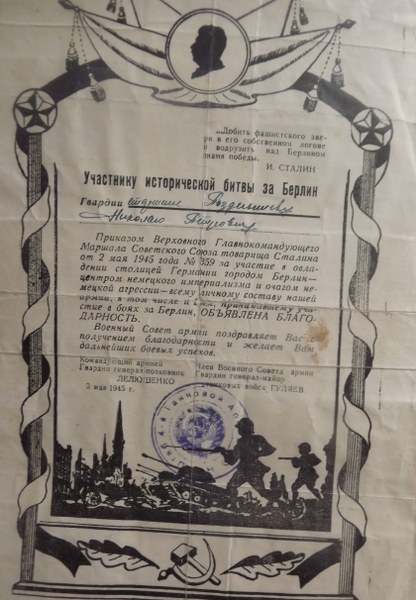 „Добить фашистского зве-
ря в его собственном логове
и водрузить над Берлином
знамя победы.
И. СТАЛИН
Участнику исторической битвы за Берлин
Гвардии
Николаю Петровичу
Приказом Верховного Главнокомандующего
Маршала Советского Союза товарища Сталина
от 2 мая 1945 года № 359 за участие в овла-
дении столицей Германии городом Берлин—
центром немецкого империализма и очагом не-
мецкой агрессии—всему личному составу нашей
армии, в том числе и Вам, принимавшему уча-
стие в боях за Берлин, ОБЪЯВЛЕНА БЛАГО-
ДАРНОСТЬ.
Военный Совет армии поздравляет Вас с
получением благодарности и желает Вам
дальнейших боевых успехов.
Командующий армией
Гвардии генерал-полковник
ЛЕЛЮШЕНКО
2 мая 1945 г.
Член Военного Совета армии
Гвардии генерал-майор
танковых войск ГУЛЯЕВ
Танковой